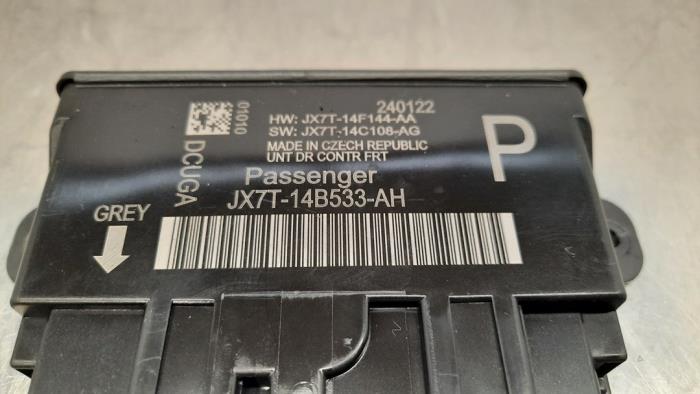 240122
HW: JX7T-14F144-AA
SW: JX7T-14C108-AG
MADE IN CZECH REPUBLIC
UNT DR CONTR FRT
Passenger
JX7T-14B533-AH
01010
DCUGA
P
GREY